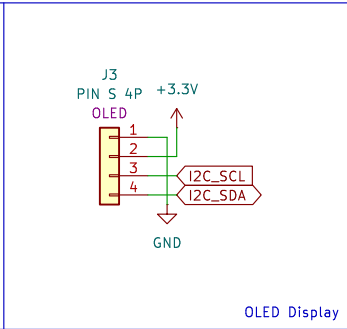 J3
PIN S 4P
OLED
+3.3V
1
2
3
4
I2C_SCL
I2C_SDA
GND
OLED Display